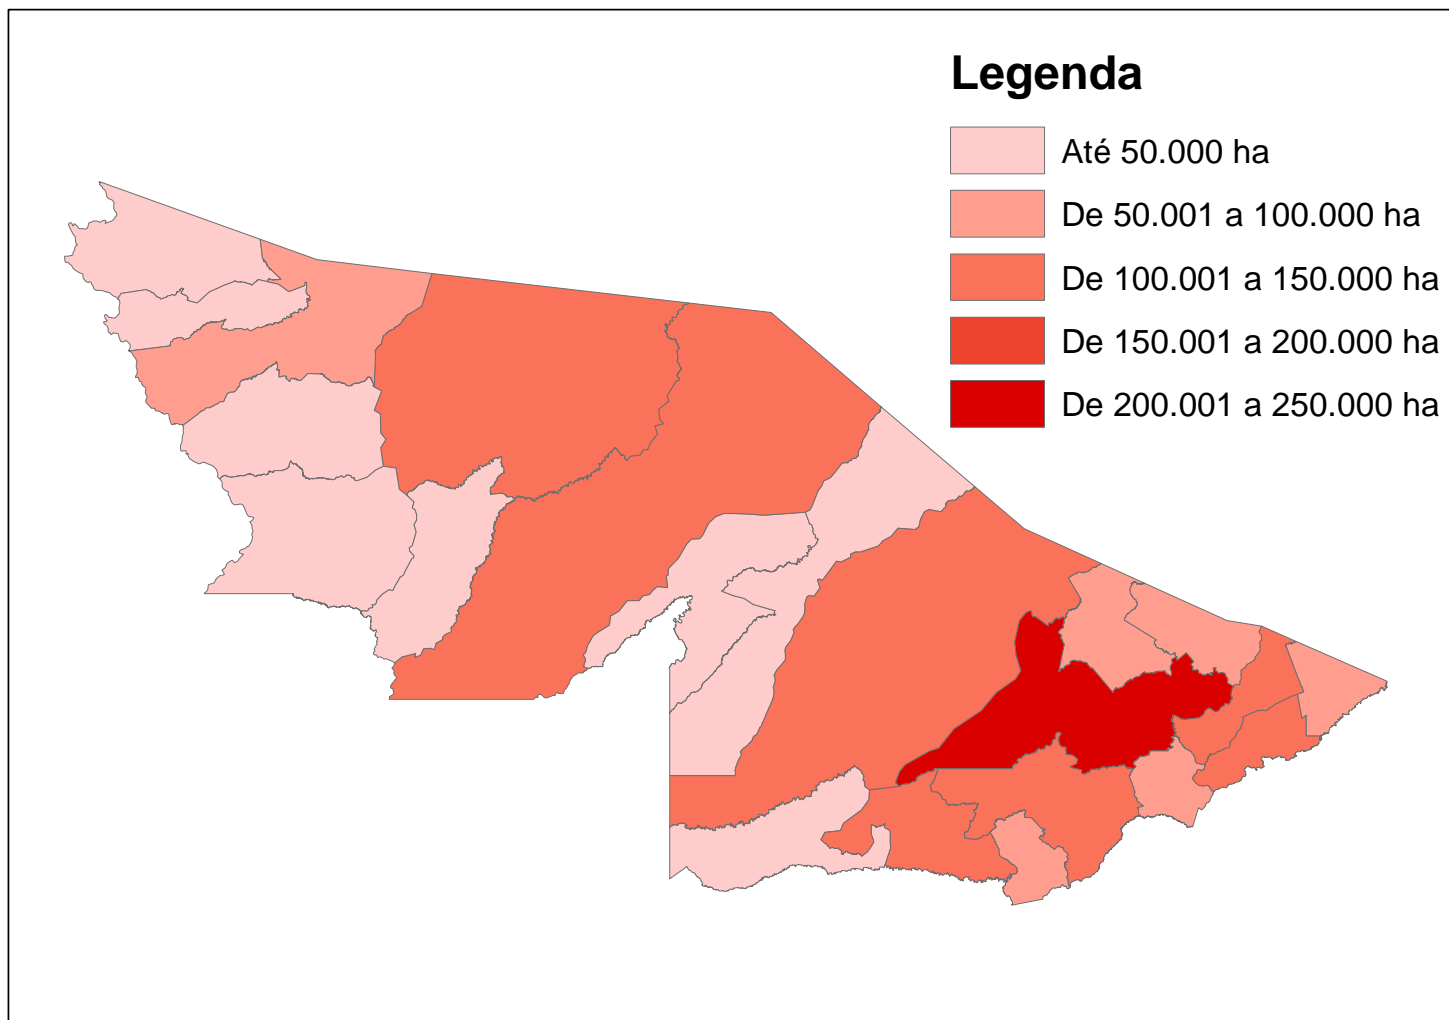 Legenda
Até 50.000 ha
De 50.001 a 100.000 ha
De 100.001 a 150.000 ha
De 150.001 a 200.000 ha
De 200.001 a 250.000 ha